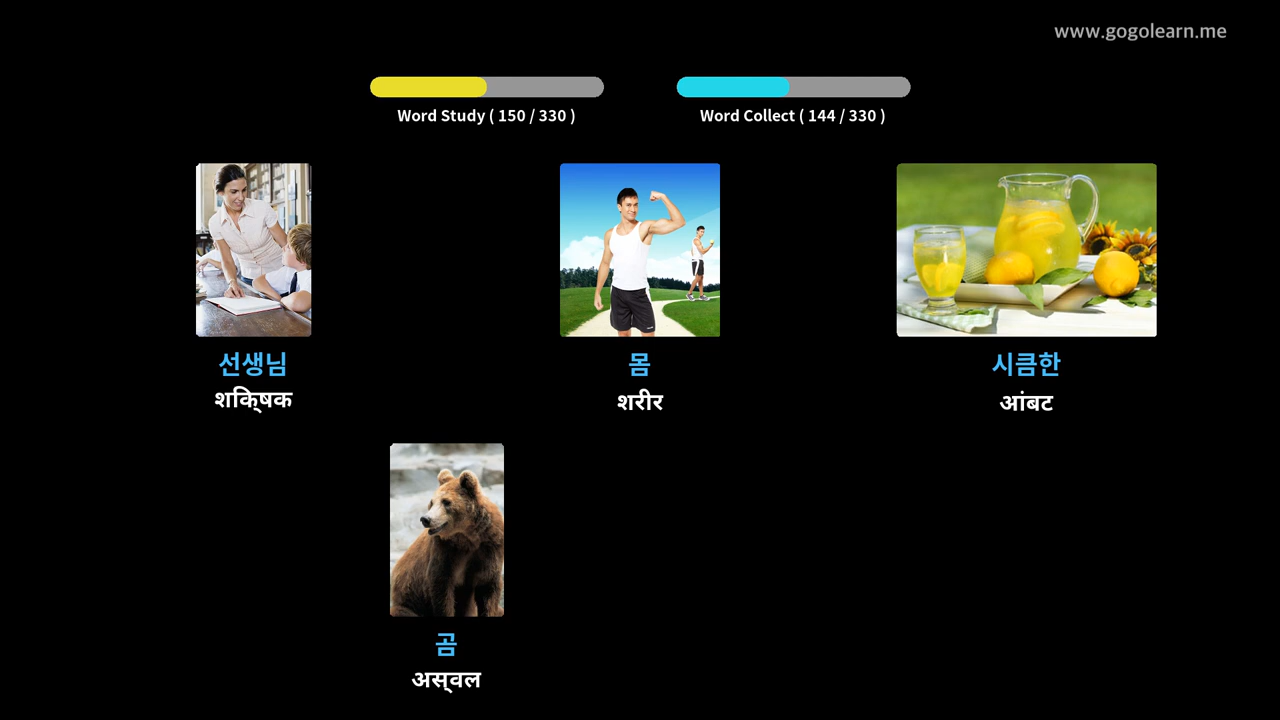 www.gogolearn.me
Word Study ( 150 / 330 )
Word Collect ( 144 / 330 )
선생님
शिक्षक
몸
शरीर
시큼한
आंबट
곰
अस्वल